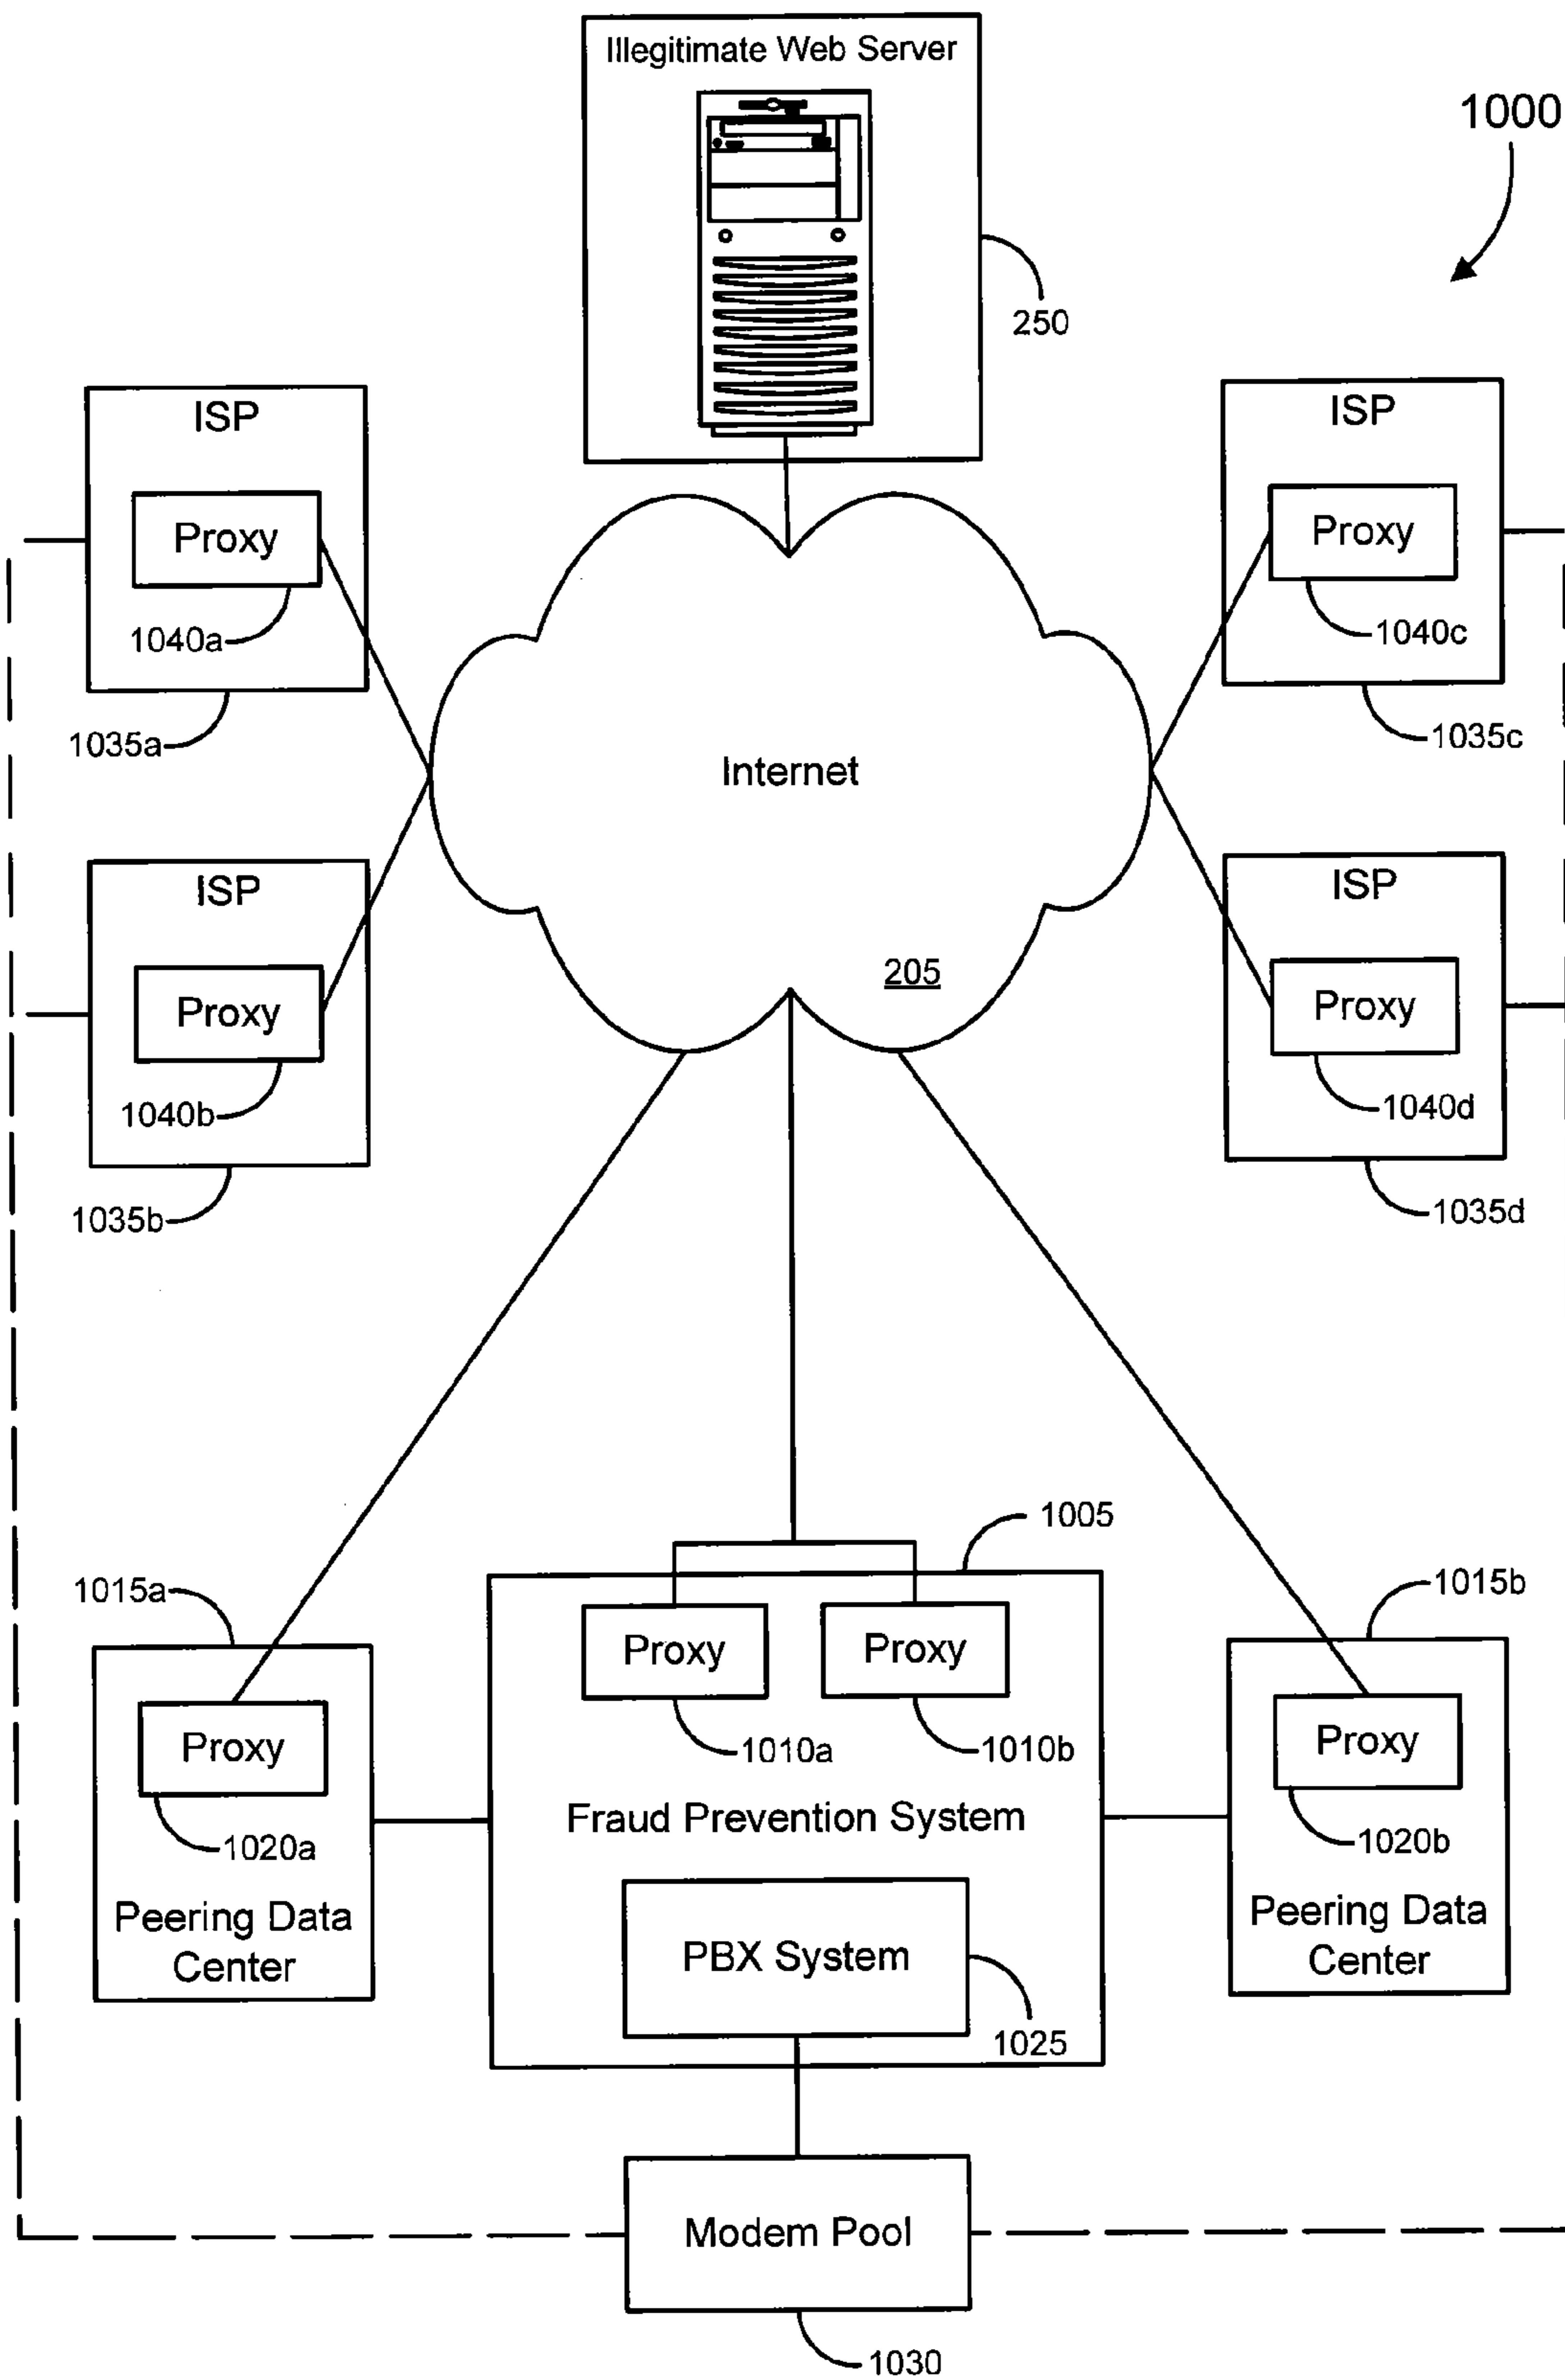 Illegitimate Web Server
1000
250
ISP
Proxy
1040a
1035a
ISP
Proxy
1040c
1035c
Internet
205
ISP
Proxy
1040b
1035b
ISP
Proxy
1040d
1035d
1005
1015a
Proxy
1020a
Peering Data
Center
Proxy
1010a
Proxy
1010b
Fraud Prevention System
PBX System
1025
1015b
Proxy
1020b
Peering Data
Center
Modem Pool
1030